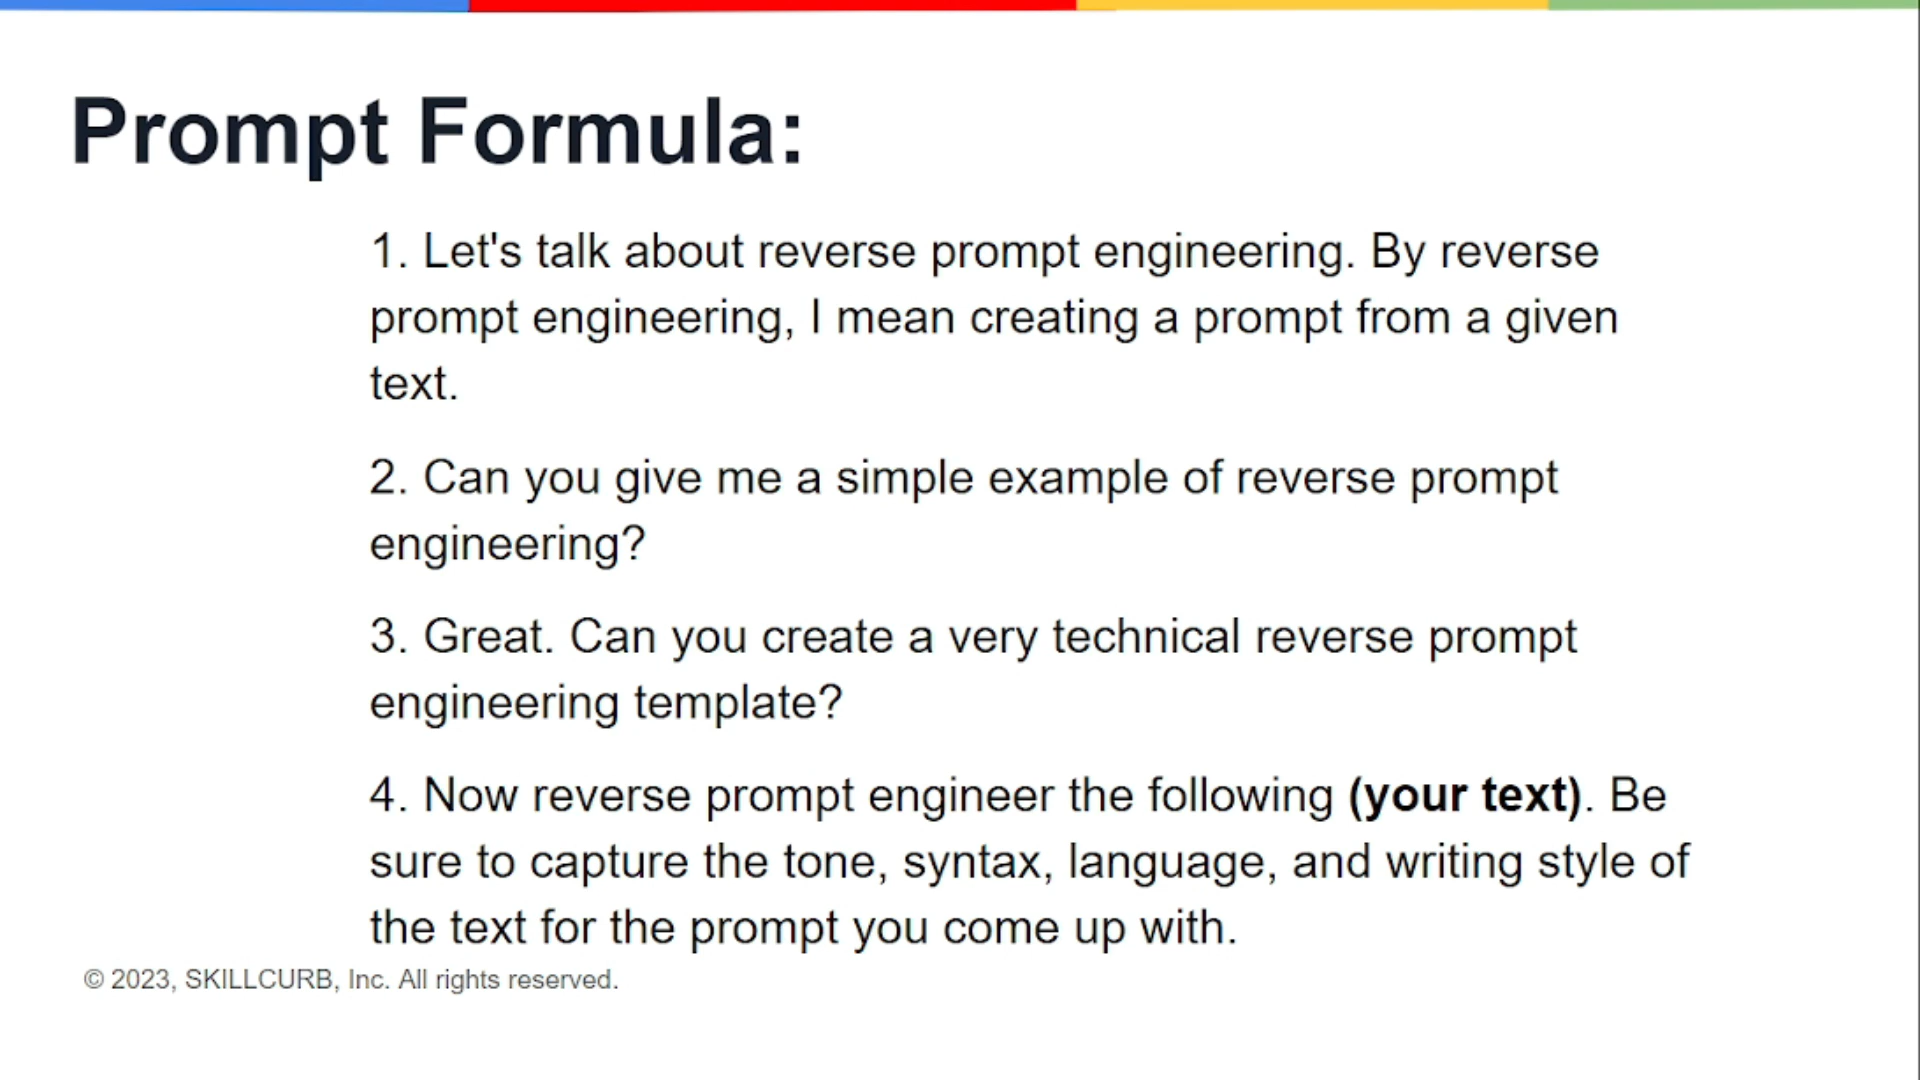 Prompt Formula:
1. Let's talk about reverse prompt engineering. By reverse
prompt engineering, I mean creating a prompt from a given
text.
2. Can you give me a simple example of reverse prompt
engineering?
3. Great. Can you create a very technical reverse prompt
engineering template?
4. Now reverse prompt engineer the following (your text). Be
sure to capture the tone, syntax, language, and writing style of
the text for the prompt you come up with.
© 2023, SKILLCURB, Inc. All rights reserved.